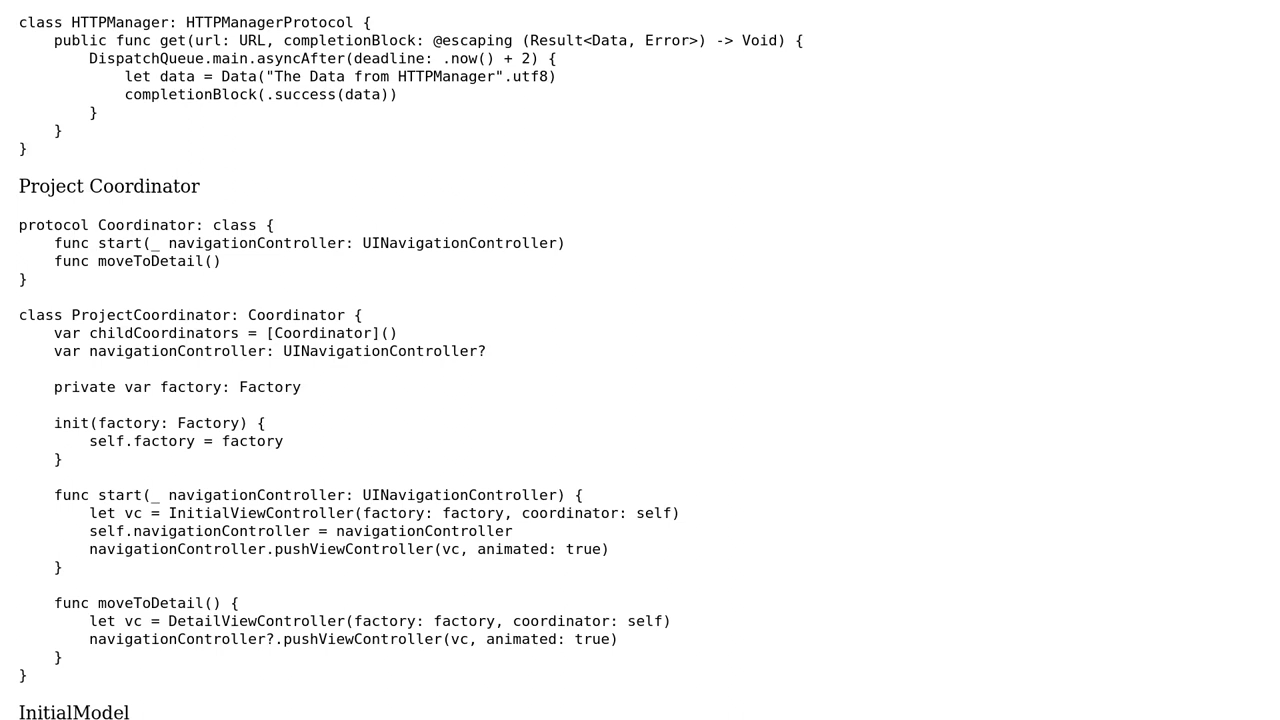 class HTTPManager: HTTPManagerProtocol {
    public func get(url: URL, completionBlock: @escaping (Result<Data, Error>) -> Void) {
        DispatchQueue.main.asyncAfter(deadline: .now() + 2) {
            let data = Data("The Data from HTTPManager".utf8)
            completionBlock(.success(data))
        }
    }
}
Project Coordinator
protocol Coordinator: class {
    func start(_ navigationController: UINavigationController)
    func moveToDetail()
}
class ProjectCoordinator: Coordinator {
    var childCoordinators = [Coordinator]()
    var navigationController: UINavigationController?
    private var factory: Factory
    init(factory: Factory) {
        self.factory = factory
    }
    func start(_ navigationController: UINavigationController) {
        let vc = InitialViewController(factory: factory, coordinator: self)
        self.navigationController = navigationController
        navigationController.pushViewController(vc, animated: true)
    }
    func moveToDetail() {
        let vc = DetailViewController(factory: factory, coordinator: self)
        navigationController?.pushViewController(vc, animated: true)
    }
}
InitialModel